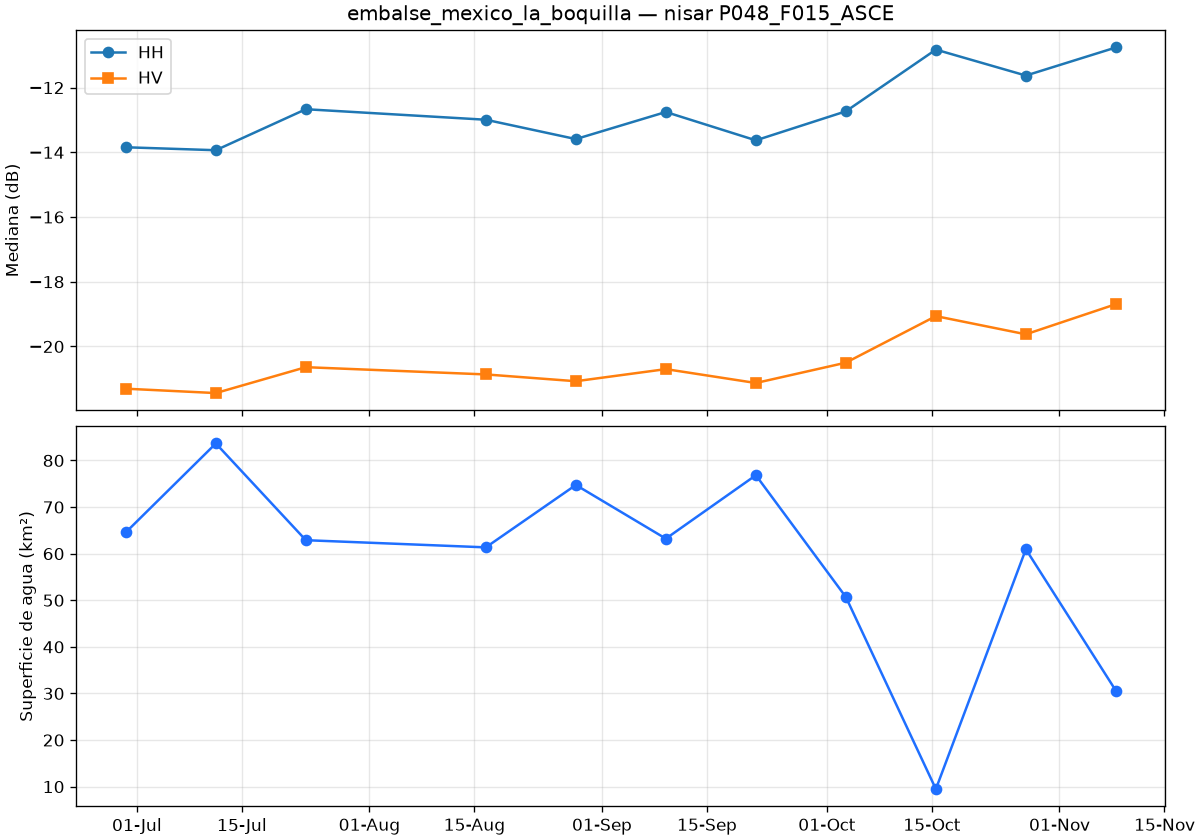 embalse_mexico_la_boquilla — nisar P048_F015_ASCE
HH
HV
Mediana (dB)
−12
−14
−16
−18
−20
Superficie de agua (km²)
80
70
60
50
40
30
20
10
01-Jul 15-Jul 01-Aug 15-Aug 01-Sep 15-Sep 01-Oct 15-Oct 01-Nov 15-Nov